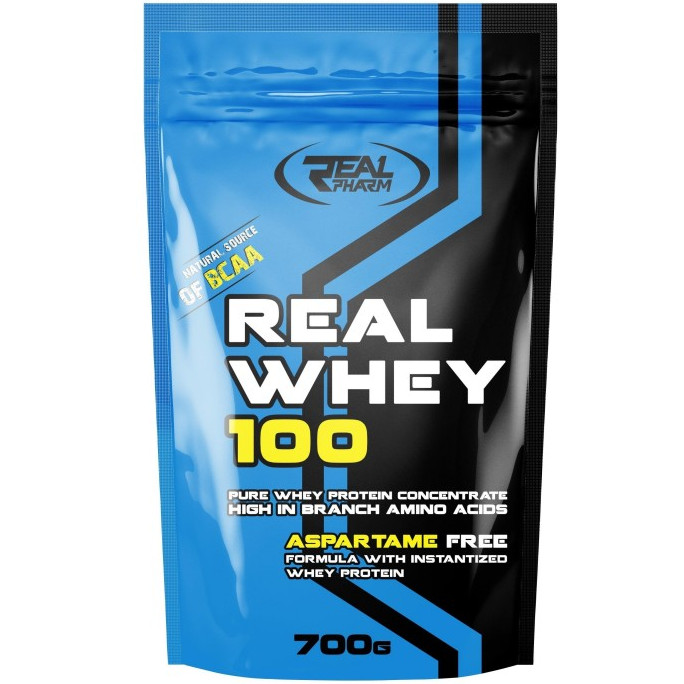 REAL
PHARM
NATURAL SOURCE
OF BCAA
REAL
WHEY
100
PURE WHEY PROTEIN CONCENTRATE
HIGH IN BRANCH AMINO ACIDS
ASPARTAME FREE
FORMULA WITH INSTANTIZED
WHEY PROTEIN
700G